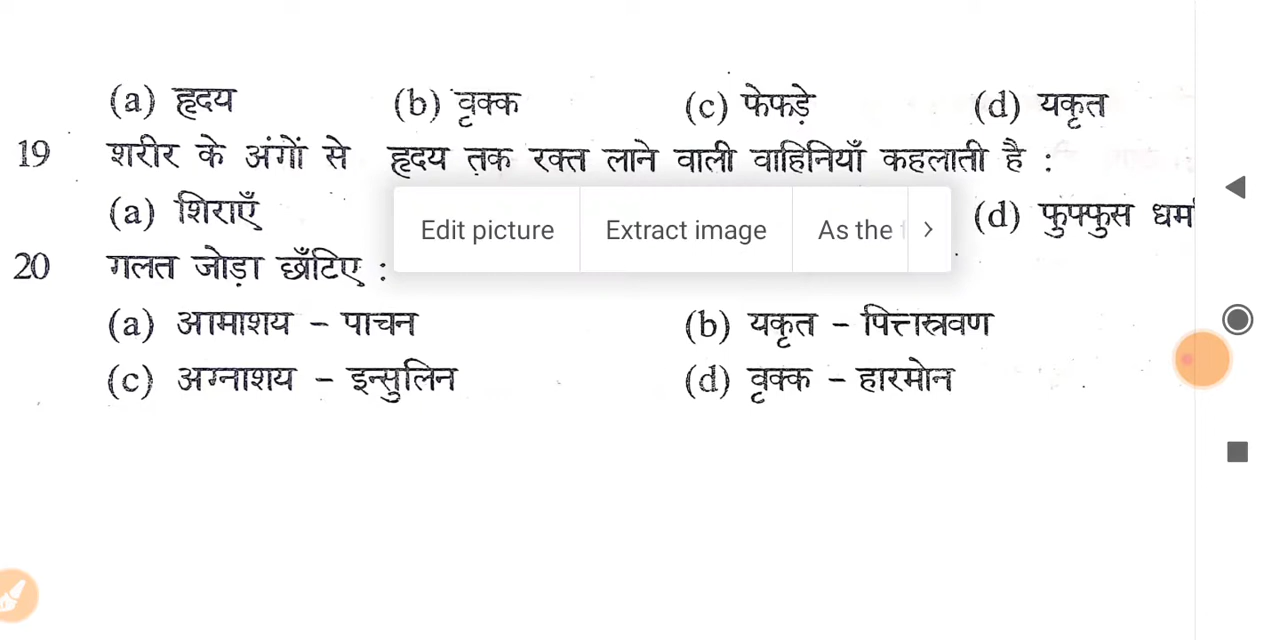 (a) हृदय (b) वृक्क (c) फेफड़े (d) यकृत
19 शरीर के अंगों से हृदय तक रक्त लाने वाली वाहिनियाँ कहलाती है :
(a) शिराएँ (d) फुफ्फुस
Edit picture Extract image As the
20 गलत जोड़ा छाँटिए :
(a) आमाशय – पाचन (b) यकृत – पित्तास्त्रवण
(c) अग्नाशय – इन्सुलिन (d) वृक्क – हारमोन